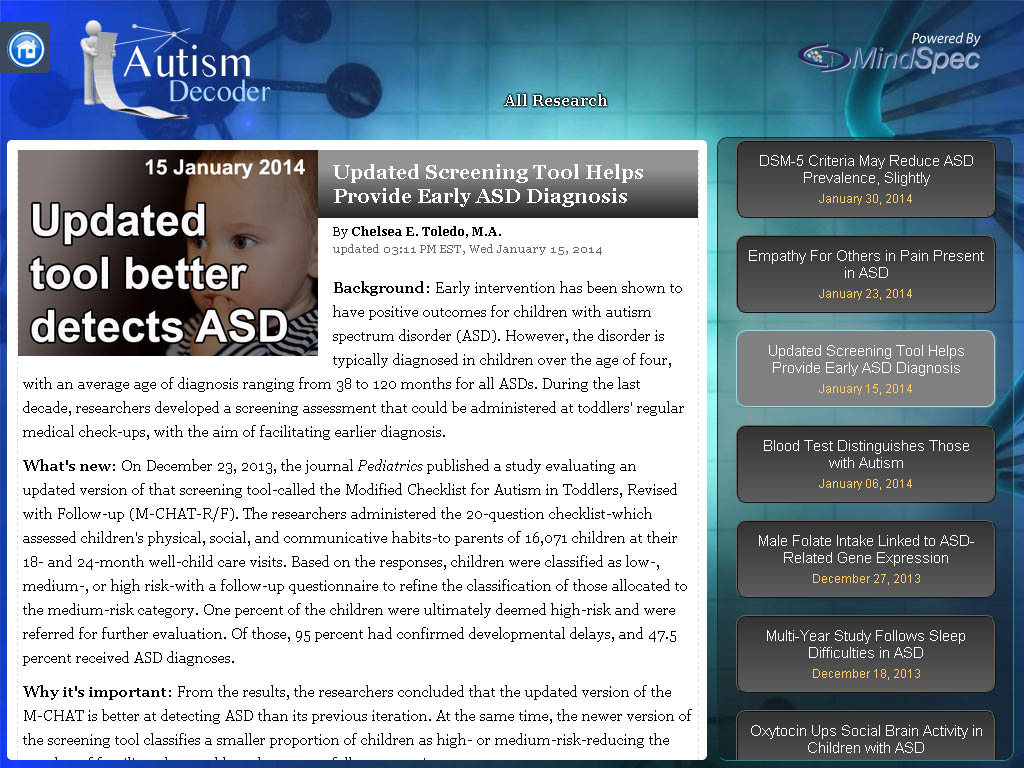 Autism
Decoder
All Research
Powered By
MindSpec
15 January 2014
Updated
tool better
detects ASD
Updated Screening Tool Helps
Provide Early ASD Diagnosis
By Chelsea E. Toledo, M.A.
updated 03:11 PM EST, Wed January 15, 2014
Background: Early intervention has been shown to
have positive outcomes for children with autism
spectrum disorder (ASD). However, the disorder is
typically diagnosed in children over the age of four,
with an average age of diagnosis ranging from 38 to 120 months for all ASDs. During the last
decade, researchers developed a screening assessment that could be administered at toddlers' regular
medical check-ups, with the aim of facilitating earlier diagnosis.
What's new: On December 23, 2013, the journal Pediatrics published a study evaluating an
updated version of that screening tool-called the Modified Checklist for Autism in Toddlers, Revised
with Follow-up (M-CHAT-R/F). The researchers administered the 20-question checklist-which
assessed children's physical, social, and communicative habits-to parents of 16,071 children at their
18- and 24-month well-child care visits. Based on the responses, children were classified as low-,
medium-, or high risk-with a follow-up questionnaire to refine the classification of those allocated to
the medium-risk category. One percent of the children were ultimately deemed high-risk and were
referred for further evaluation. Of those, 95 percent had confirmed developmental delays, and 47.5
percent received ASD diagnoses.
Why it's important: From the results, the researchers concluded that the updated version of the
M-CHAT is better at detecting ASD than its previous iteration. At the same time, the newer version of
the screening tool classifies a smaller proportion of children as high- or medium-risk-reducing the
DSM-5 Criteria May Reduce ASD
Prevalence, Slightly
January 30, 2014
Empathy For Others in Pain Present
in ASD
January 23, 2014
Updated Screening Tool Helps
Provide Early ASD Diagnosis
January 15, 2014
Blood Test Distinguishes Those
with Autism
January 06, 2014
Male Folate Intake Linked to ASD-
Related Gene Expression
December 27, 2013
Multi-Year Study Follows Sleep
Difficulties in ASD
December 18, 2013
Oxytocin Ups Social Brain Activity in
Children with ASD